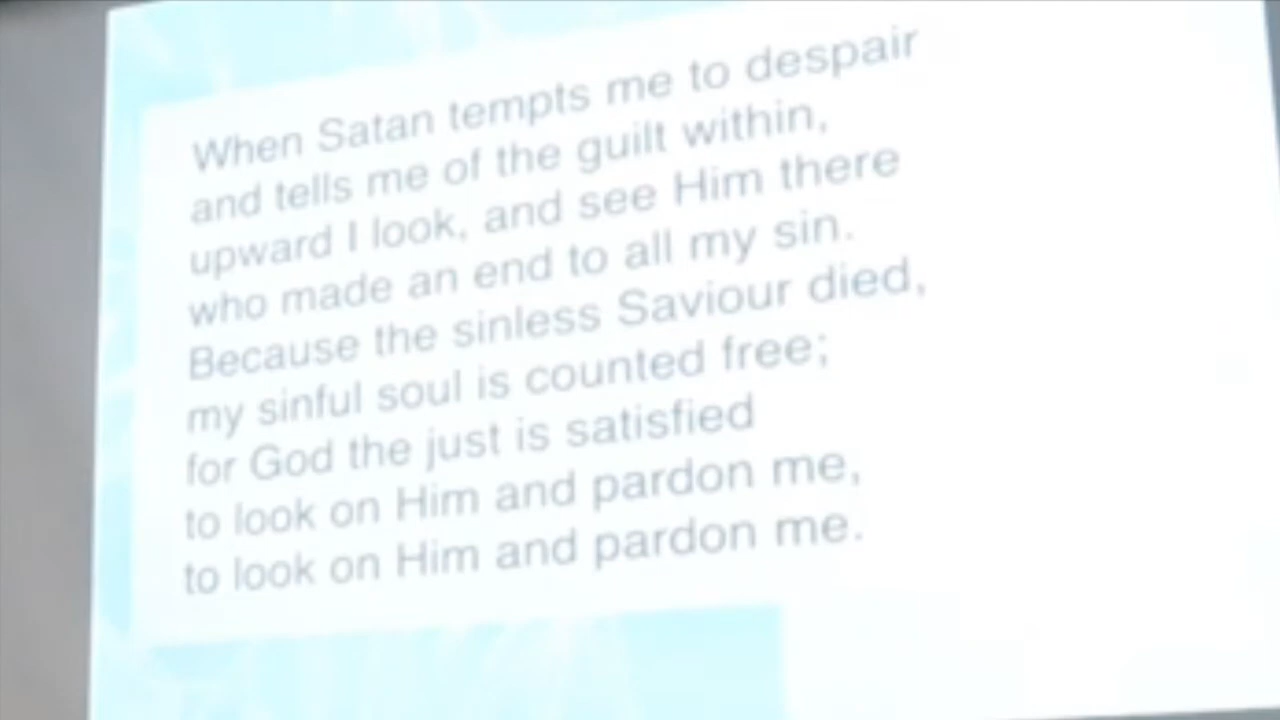 When Satan tempts me to despair
and tells me of the guilt within,
upward I look, and see Him there
who made an end to all my sin.
Because the sinless Saviour died,
my sinful soul is counted free;
for God the just is satisfied
to look on Him and pardon me,
to look on Him and pardon me.